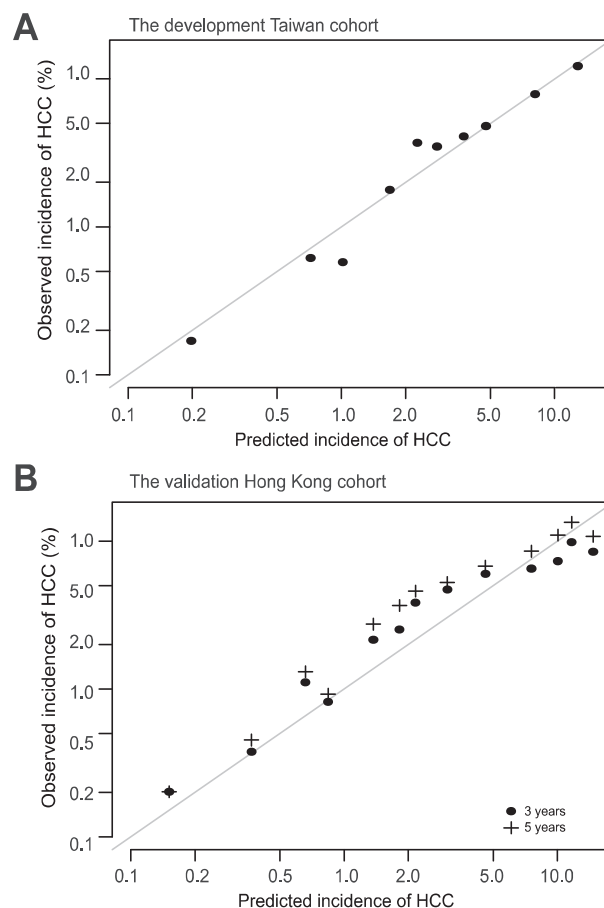 A
The development Taiwan cohort
Observed incidence of HCC (%)
1.0
5.0
2.0
1.0
0.5
0.2
0.1
0.1 0.2 0.5 1.0 2.0 5.0 10.0
Predicted incidence of HCC
B
The validation Hong Kong cohort
Observed incidence of HCC (%)
1.0
5.0
2.0
1.0
0.5
0.2
0.1
3 years
5 years
0.1 0.2 0.5 1.0 2.0 5.0 10.0
Predicted incidence of HCC